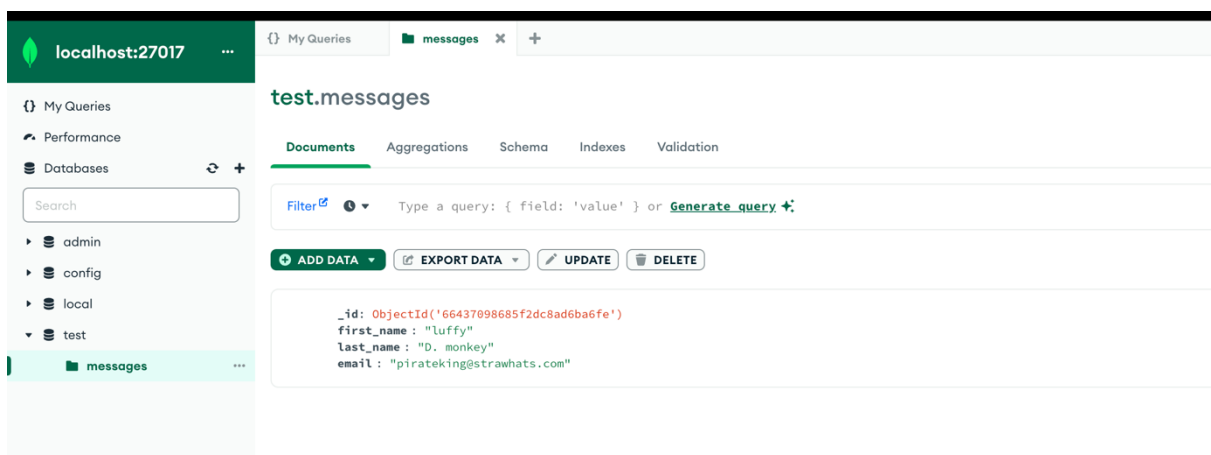 localhost:27017 ...
{} My Queries
Performance
Databases
Search
admin
config
local
test
messages ...
{} My Queries
messages
test.messages
Documents Aggregations Schema Indexes Validation
Filter Type a query: { field: 'value' } or Generate query
ADD DATA EXPORT DATA UPDATE DELETE
_id: ObjectId('66437098685f2dc8ad6ba6fe')
first_name : "luffy"
last_name : "D. monkey"
email : "pirateking@strawhats.com"